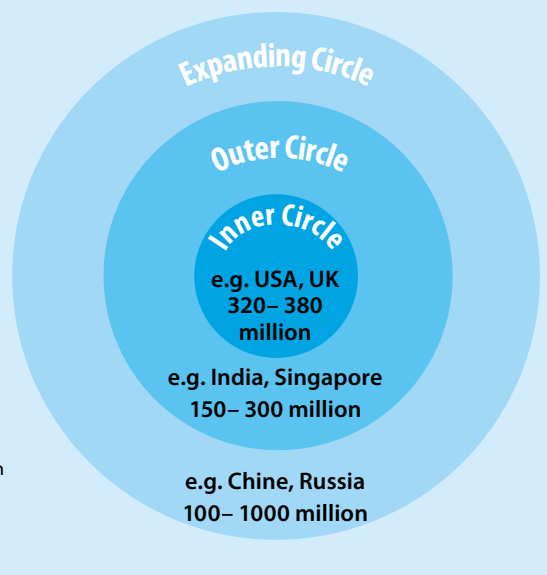 Expanding Circle
Outer Circle
Inner Circle
e.g. USA, UK
320– 380
million
e.g. India, Singapore
150– 300 million
e.g. Chine, Russia
100– 1000 million